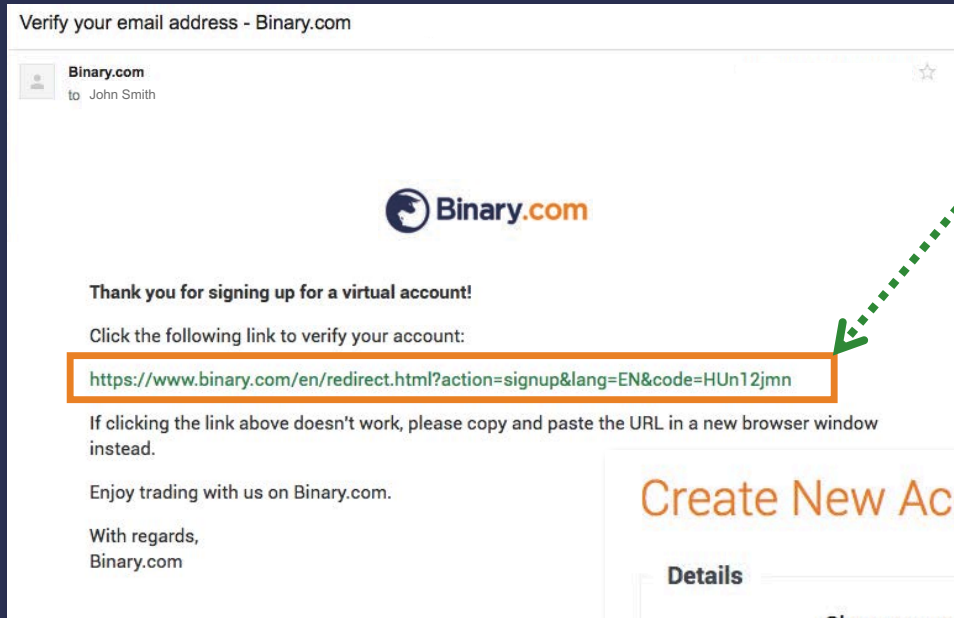 Verify your email address - Binary.com
Binary.com
to John Smith
Binary.com
Thank you for signing up for a virtual account!
Click the following link to verify your account:
https://www.binary.com/en/redirect.html?action=signup&lang=EN&code=HUn12jmn
If clicking the link above doesn't work, please copy and paste the URL in a new browser window
instead.
Enjoy trading with us on Binary.com.
With regards,
Binary.com
Create New Ac
Details